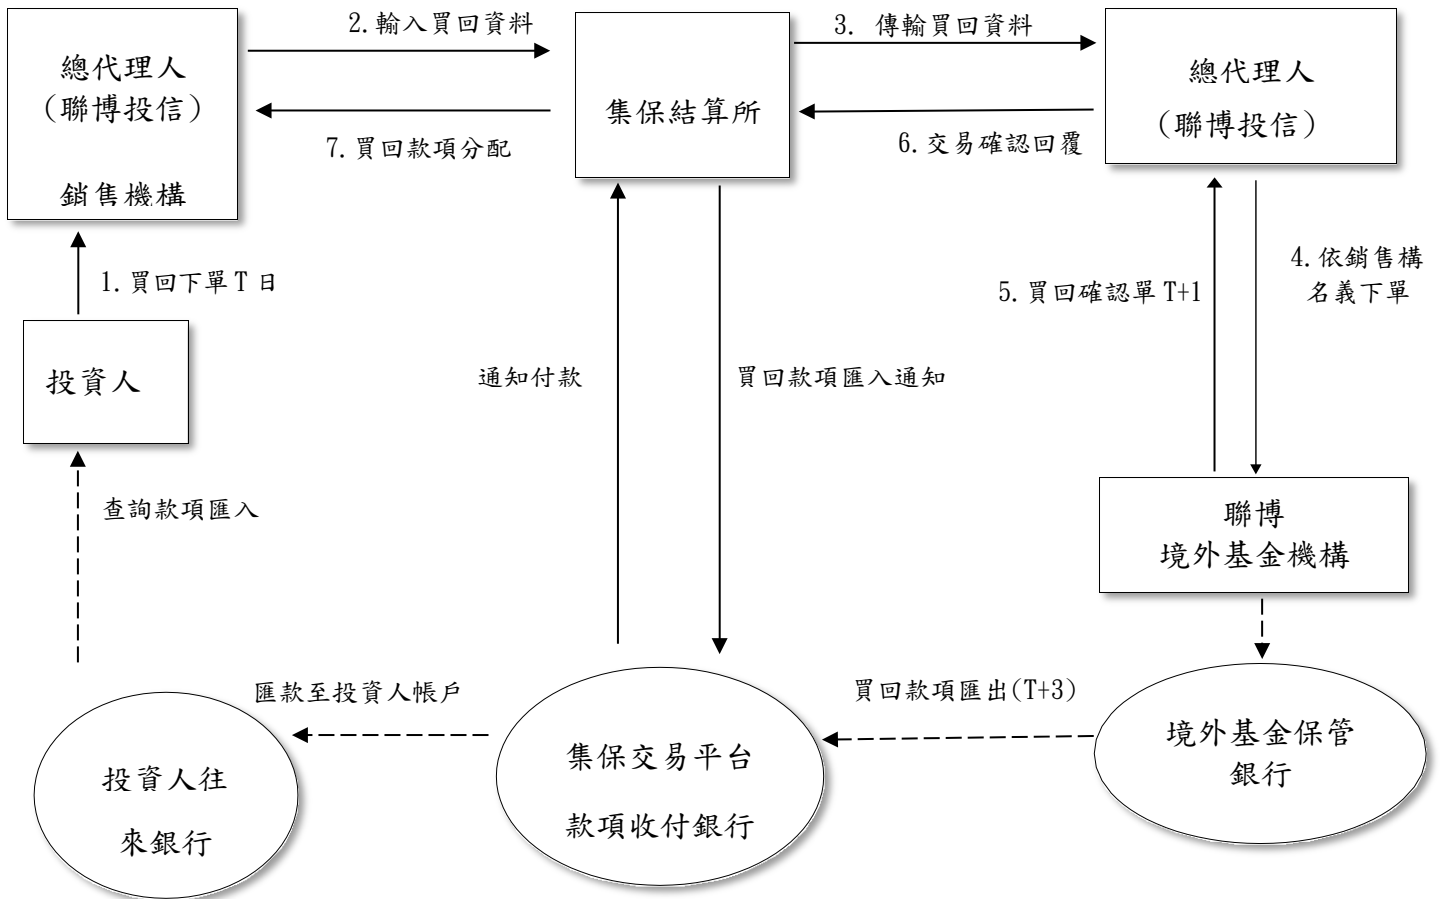 2.輸入買回資料
3. 傳輸買回資料
總代理人
(聯博投信)
銷售機構
集保結算所
總代理人
(聯博投信)
7.買回款項分配
6.交易確認回覆
1.買回下單 T 日
5.買回確認單 T+1
4.依銷售構
名義下單
投資人
通知付款
買回款項匯入通知
查詢款項匯入
聯博
境外基金機構
匯款至投資人帳戶
買回款項匯出(T+3)
投資人往
來銀行
集保交易平台
款項收付銀行
境外基金保管
銀行